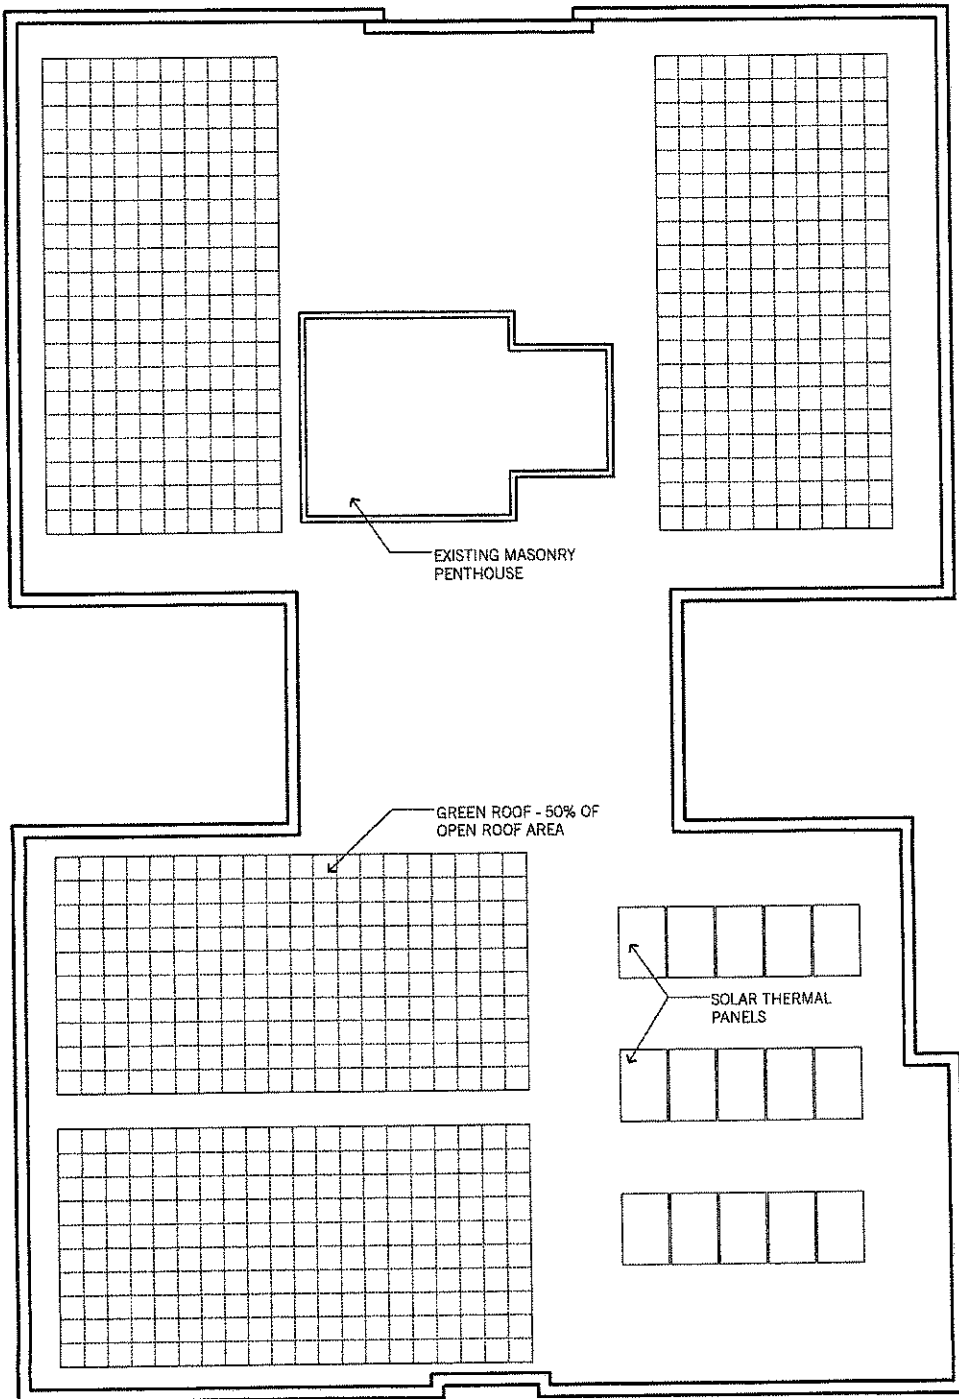 EXISTING MASONRY
PENTHOUSE
GREEN ROOF - 50% OF
OPEN ROOF AREA
SOLAR THERMAL
PANELS